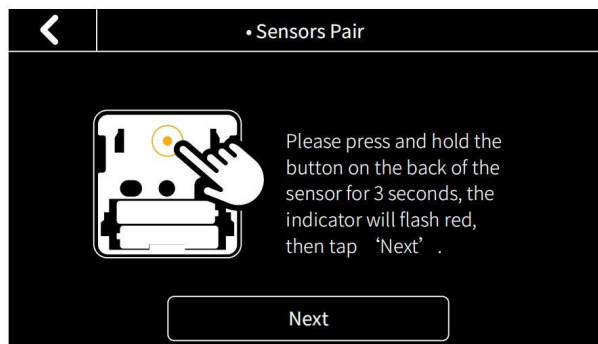 • Sensors Pair
Please press and hold the
button on the back of the
sensor for 3 seconds, the
indicator will flash red,
then tap ‘Next’ .
Next